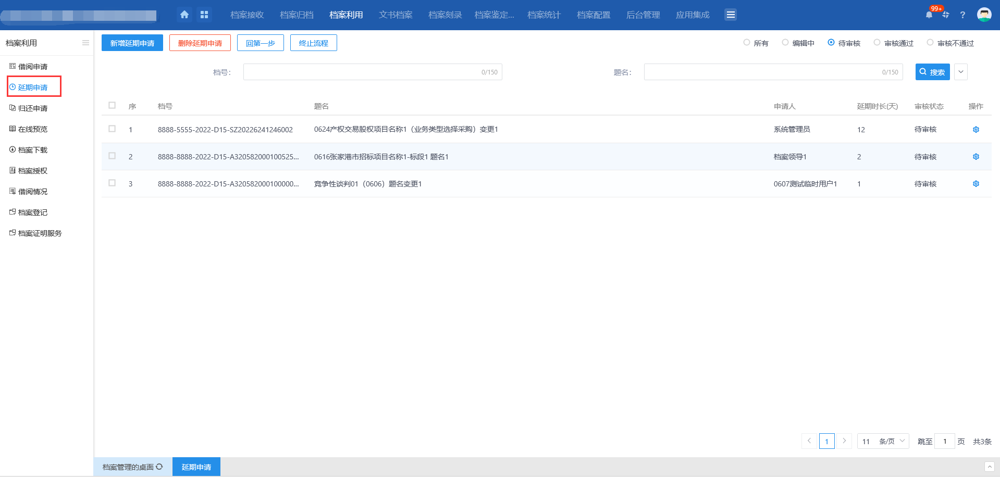 档案接收 档案归档 档案利用 文书档案 档案刻录 档案鉴定... 档案统计 档案配置 后台管理 应用集成 99+ ?
档案利用
借阅申请
延期申请
归还申请
在线预览
档案下载
档案授权
借阅情况
档案登记
档案证明服务
新增延期申请 删除延期申请 回第一步 终止流程 所有 编辑中 待审核 审核通过 审核不通过
档号： 0/150 题名： 0/150 搜索
序 档号 题名 申请人 延期时长(天) 审核状态 操作
1 8888-5555-2022-D15-SZ20226241246002 0624产权交易股权项目名称1（业务类型选择采购）变更1 系统管理员 12 待审核
2 8888-8888-2022-D15-A320582000100525... 0616张家港市招标项目名称1-标段1 题名1 档案领导1 2 待审核
3 8888-8888-2022-D15-A320582000100000... 竞争性谈判01（0606）题名变更1 0607测试临时用户1 1 待审核
1 11 条/页 跳至 1 页 共3条
档案管理的桌面 延期申请